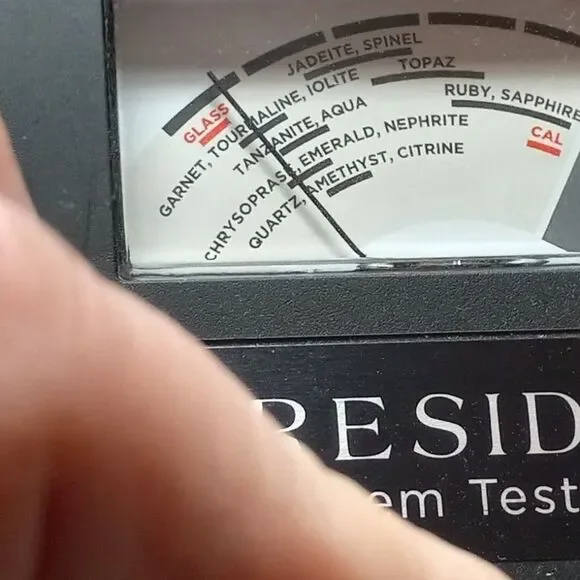 JADEITE, SPINEL
TOPAZ
RUBY, SAPPHIRE
GLASS
CAL
GARNET, TOURMALINE, IOLITE
TANZANITE, AQUA
CHRYSOPRASE, EMERALD, NEPHRITE
QUARTZ, AMETHYST, CITRINE
RESID
em Test